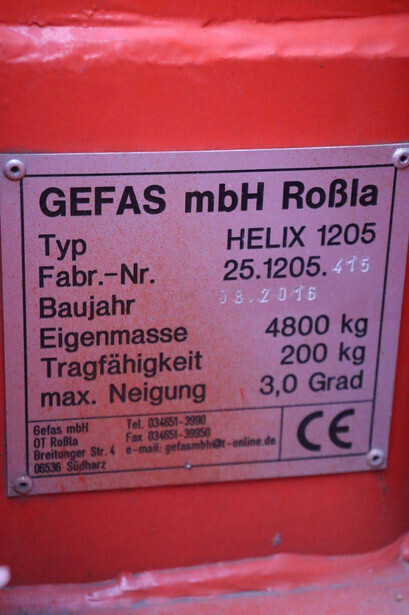 GEFAS mbH Roßla
Typ HELIX 1205
Fabr.-Nr. 25.1205.415
Baujahr 08.2016
Eigenmasse 4800 kg
Tragfähigkeit 200 kg
max. Neigung 3,0 Grad
Gefas mbH Tel. 034651-3990
OT Roßla Fax 034651-39950
Breitunger Str. 4 e-mail: gefasmbh@t-online.de
06536 Südharz
CE